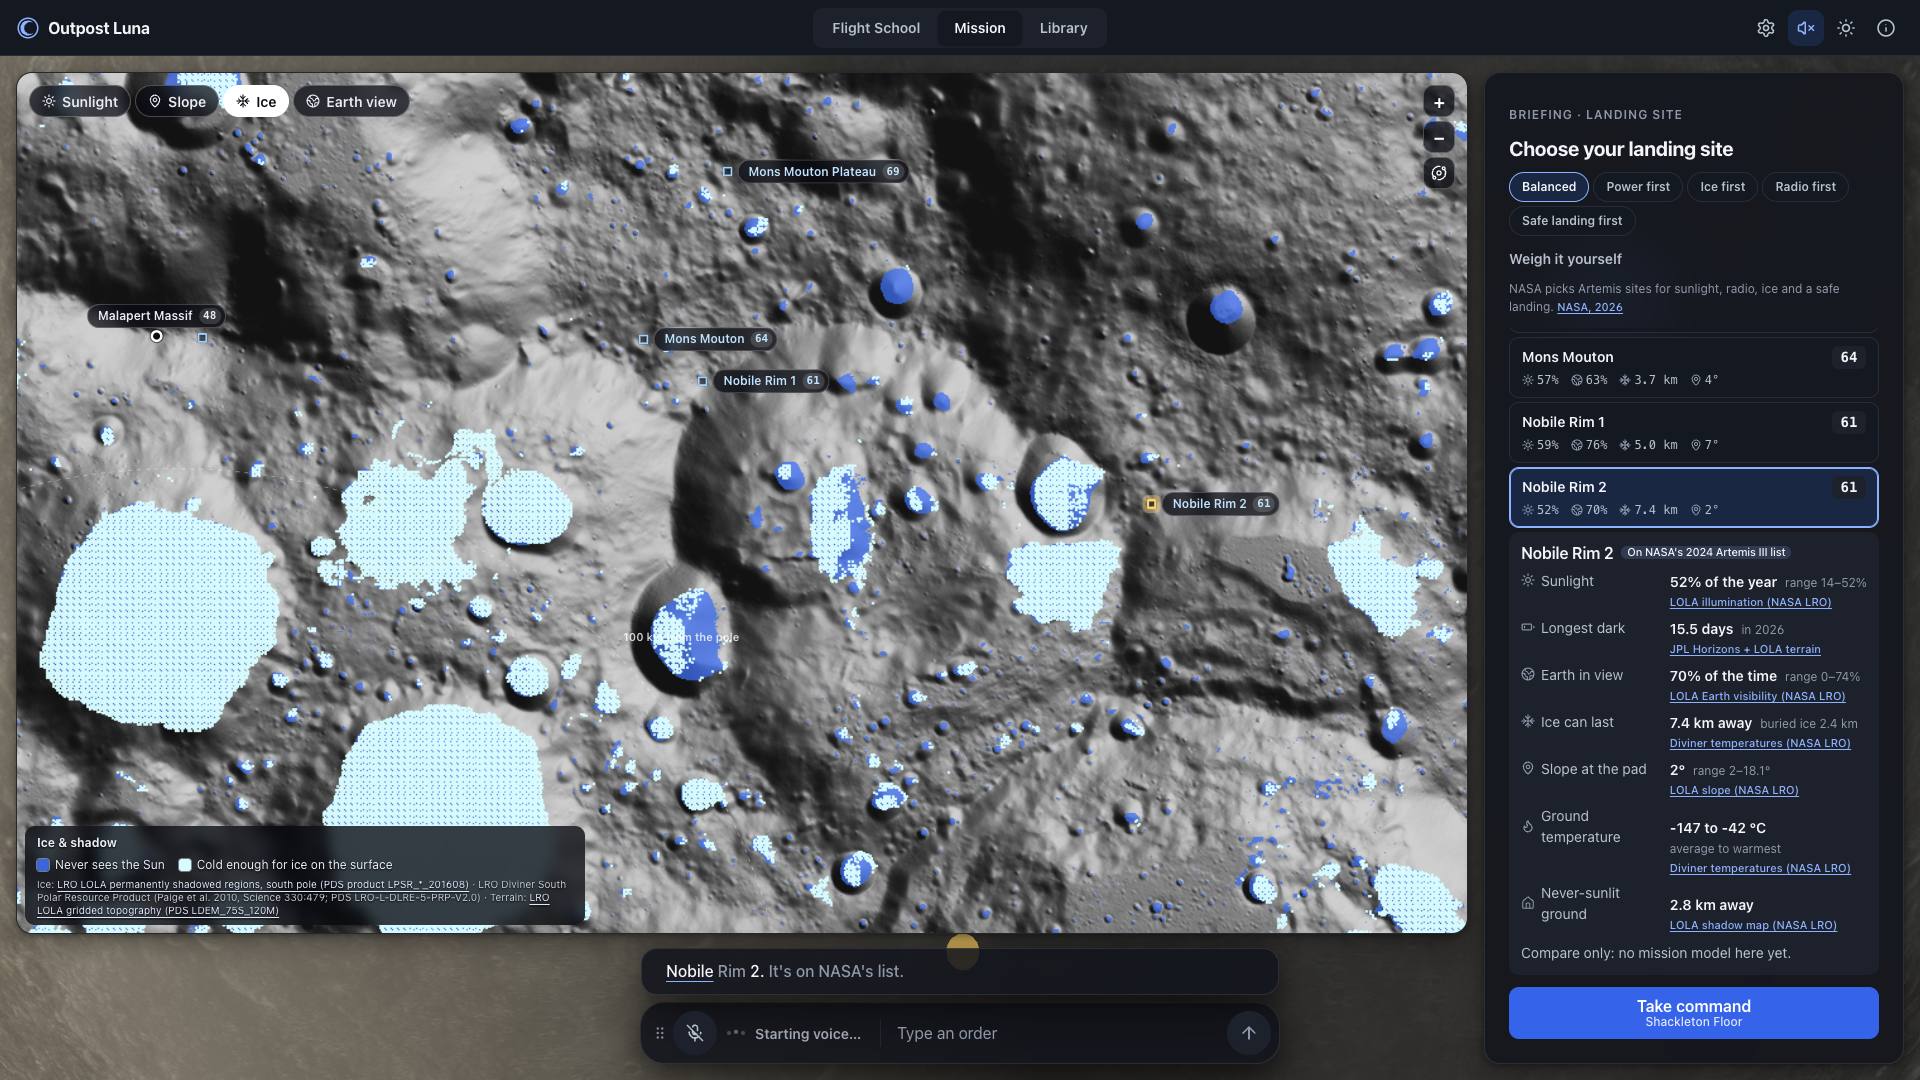 Outpost Luna
Flight School
Mission
Library
Sunlight
Slope
Ice
Earth view
+
−
Mons Mouton Plateau 69
Malapert Massif 48
Mons Mouton 64
Nobile Rim 1 61
Nobile Rim 2 61
Ice & shadow
Never sees the Sun
Cold enough for ice on the surface
Ice: LRO LOLA permanently shadowed regions, south pole (PDS product LPSR_*_201608) · LRO Diviner South
Polar Resource Product (Paige et al. 2010, Science 330:479; PDS LRO-L-DLRE-5-PRP-V2.0) · Terrain: LRO
LOLA gridded topography (PDS LDEM_75S_120M)
100 km from the pole
Nobile Rim 2. It's on NASA's list.
Starting voice...
Type an order
BRIEFING · LANDING SITE
Choose your landing site
Balanced
Power first
Ice first
Radio first
Safe landing first
Weigh it yourself
NASA picks Artemis sites for sunlight, radio, ice and a safe
landing. NASA, 2026
Mons Mouton 64
57% 63% 3.7 km 4°
Nobile Rim 1 61
59% 76% 5.0 km 7°
Nobile Rim 2 61
52% 70% 7.4 km 2°
Nobile Rim 2 On NASA's 2024 Artemis III list
Sunlight 52% of the year range 14–52%
LOLA illumination (NASA LRO)
Longest dark 15.5 days in 2026
JPL Horizons + LOLA terrain
Earth in view 70% of the time range 0–74%
LOLA Earth visibility (NASA LRO)
Ice can last 7.4 km away buried ice 2.4 km
Diviner temperatures (NASA LRO)
Slope at the pad 2° range 2–18.1°
LOLA slope (NASA LRO)
Ground temperature -147 to -42 °C
average to warmest
Diviner temperatures (NASA LRO)
Never-sunlit ground 2.8 km away
LOLA shadow map (NASA LRO)
Compare only: no mission model here yet.
Take command
Shackleton Floor